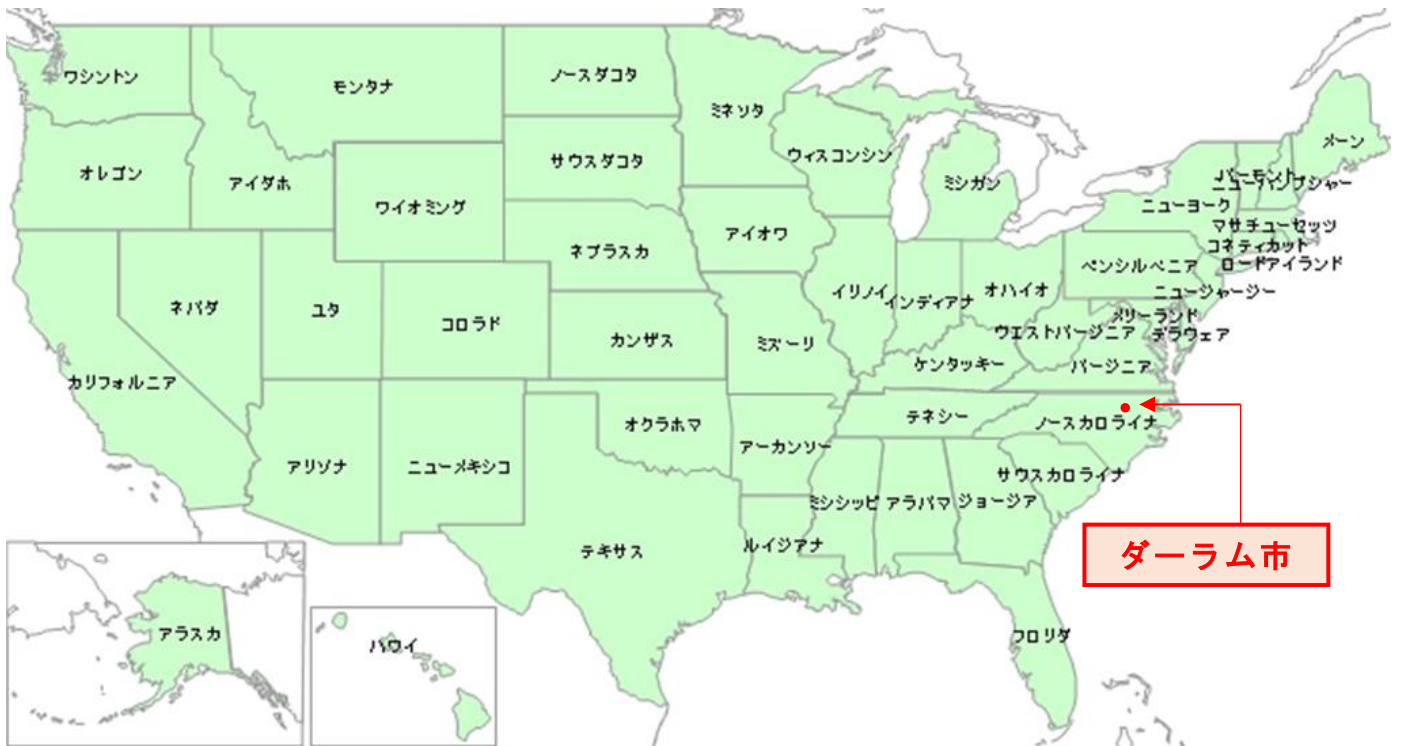 ワシントン
モンタナ
ノースダコタ
ミネソタ
オレゴン
アイダホ
サウスダコタ
ウィスコンシン
ミシガン
メーン
バーモント
ニューハンプシャー
ワイオミング
ニューヨーク
アイオワ
マサチューセッツ
コネティカット
ロードアイランド
ネブラスカ
ペンシルベニア
ネバダ
ユタ
コロラド
イリノイ
インディアナ
オハイオ
ニュージャージー
メリーランド
デラウェア
ウエストバージニア
カンザス
ミズーリ
ケンタッキー
バージニア
カリフォルニア
オクラホマ
テネシー
ノースカロライナ
アーカンソー
アリゾナ
ニューメキシコ
サウスカロライナ
ミシシッピ
アラバマ
ジョージア
テキサス
ルイジアナ
ダーラム市
アラスカ
ハワイ
フロリダ